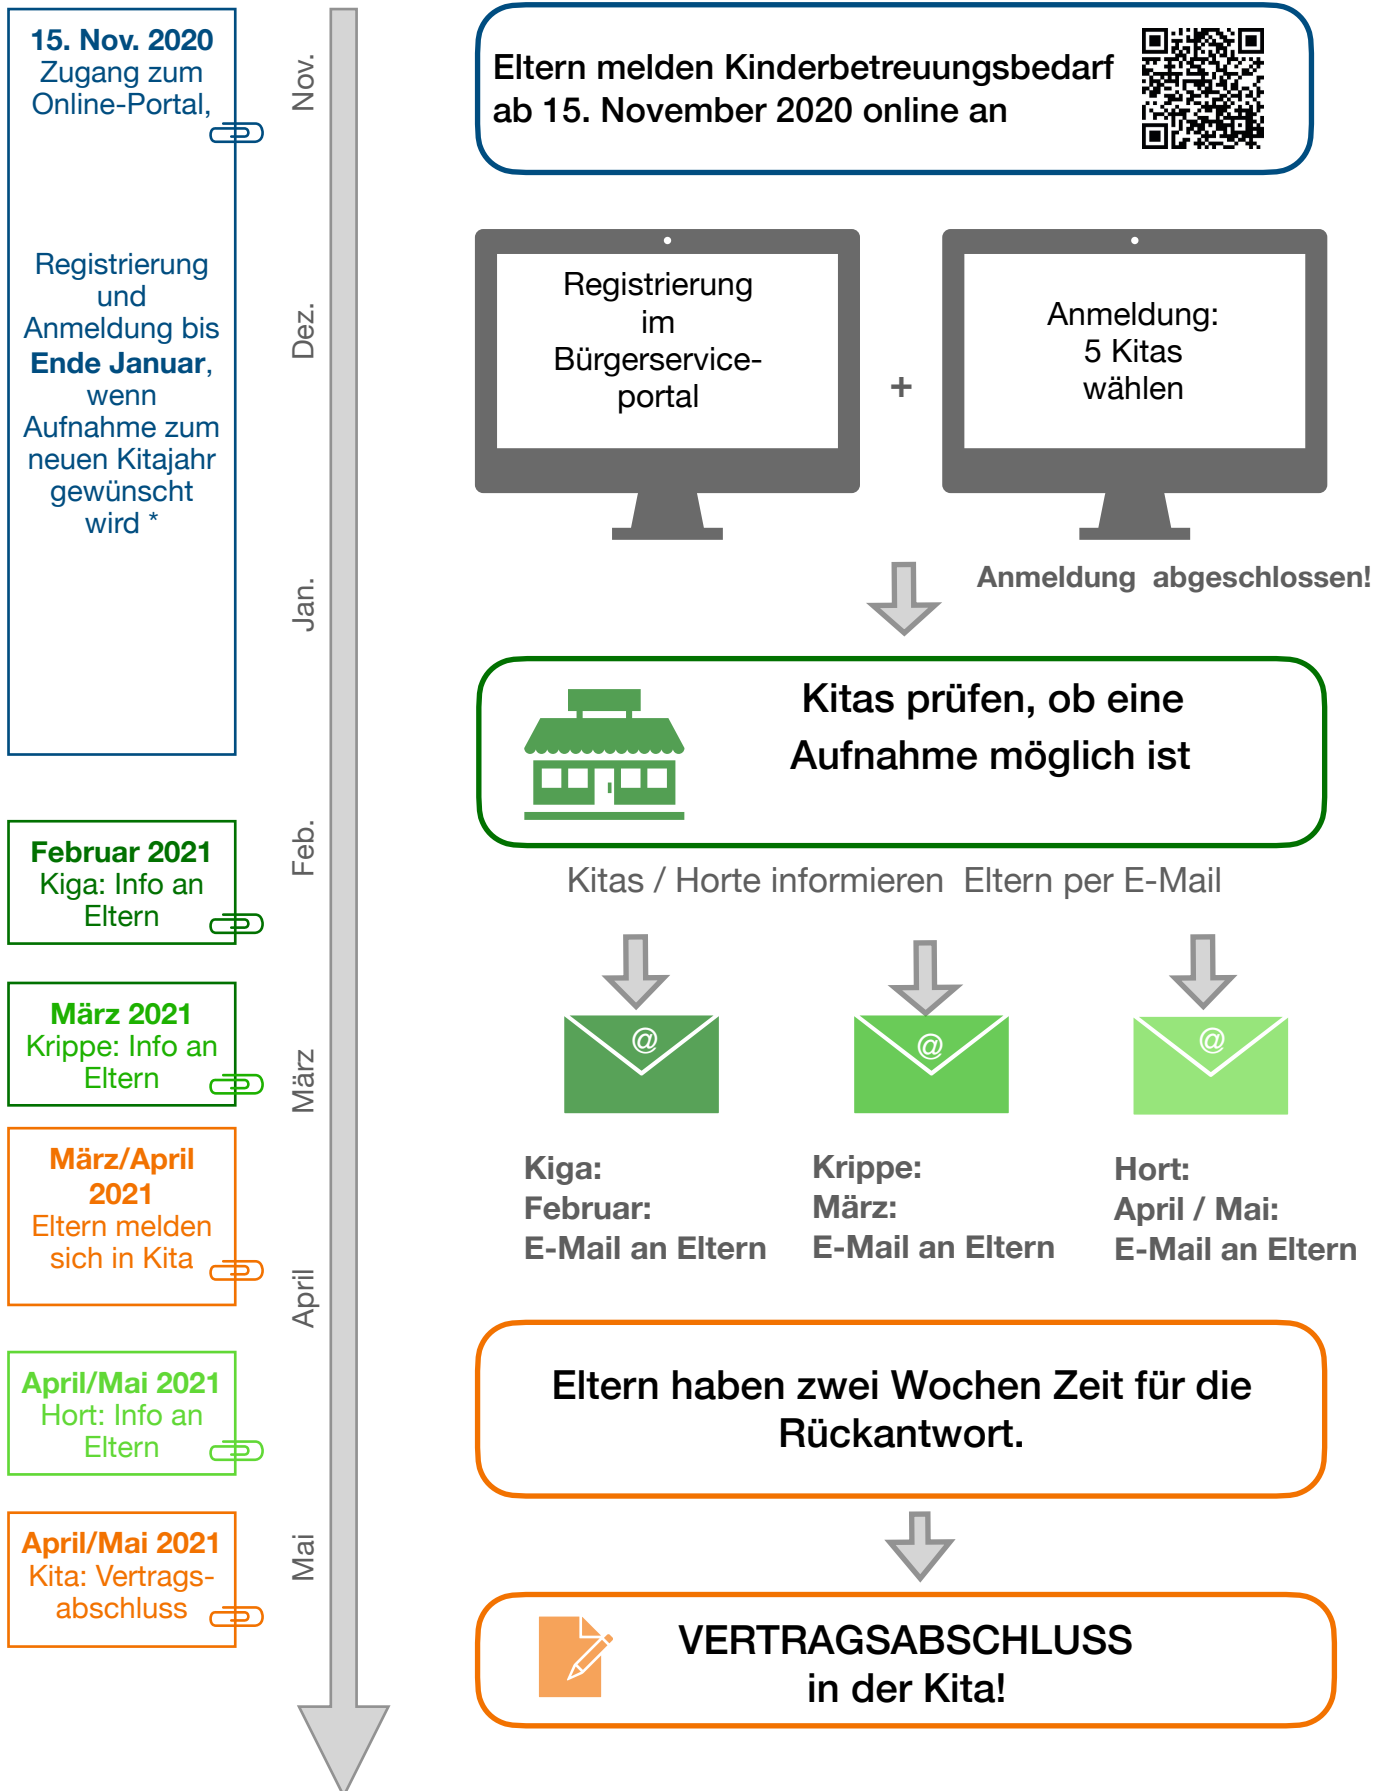 15. Nov. 2020
Zugang zum
Online-Portal,
Registrierung
und
Anmeldung bis
Ende Januar,
wenn
Aufnahme zum
neuen Kitajahr
gewünscht
wird *
Februar 2021
Kiga: Info an
Eltern
März 2021
Krippe: Info an
Eltern
März/April
2021
Eltern melden
sich in Kita
April/Mai 2021
Hort: Info an
Eltern
April/Mai 2021
Kita: Vertrags-
abschluss
Nov.
Dez.
Jan.
Feb.
März
April
Mai
Eltern melden Kinderbetreuungsbedarf
ab 15. November 2020 online an
Registrierung
im
Bürgerservice-
portal
+
Anmeldung:
5 Kitas
wählen
Anmeldung abgeschlossen!
Kitas prüfen, ob eine
Aufnahme möglich ist
Kitas / Horte informieren Eltern per E-Mail
@
@
@
Kiga:
Februar:
E-Mail an Eltern
Krippe:
März:
E-Mail an Eltern
Hort:
April / Mai:
E-Mail an Eltern
Eltern haben zwei Wochen Zeit für die
Rückantwort.
VERTRAGSABSCHLUSS
in der Kita!